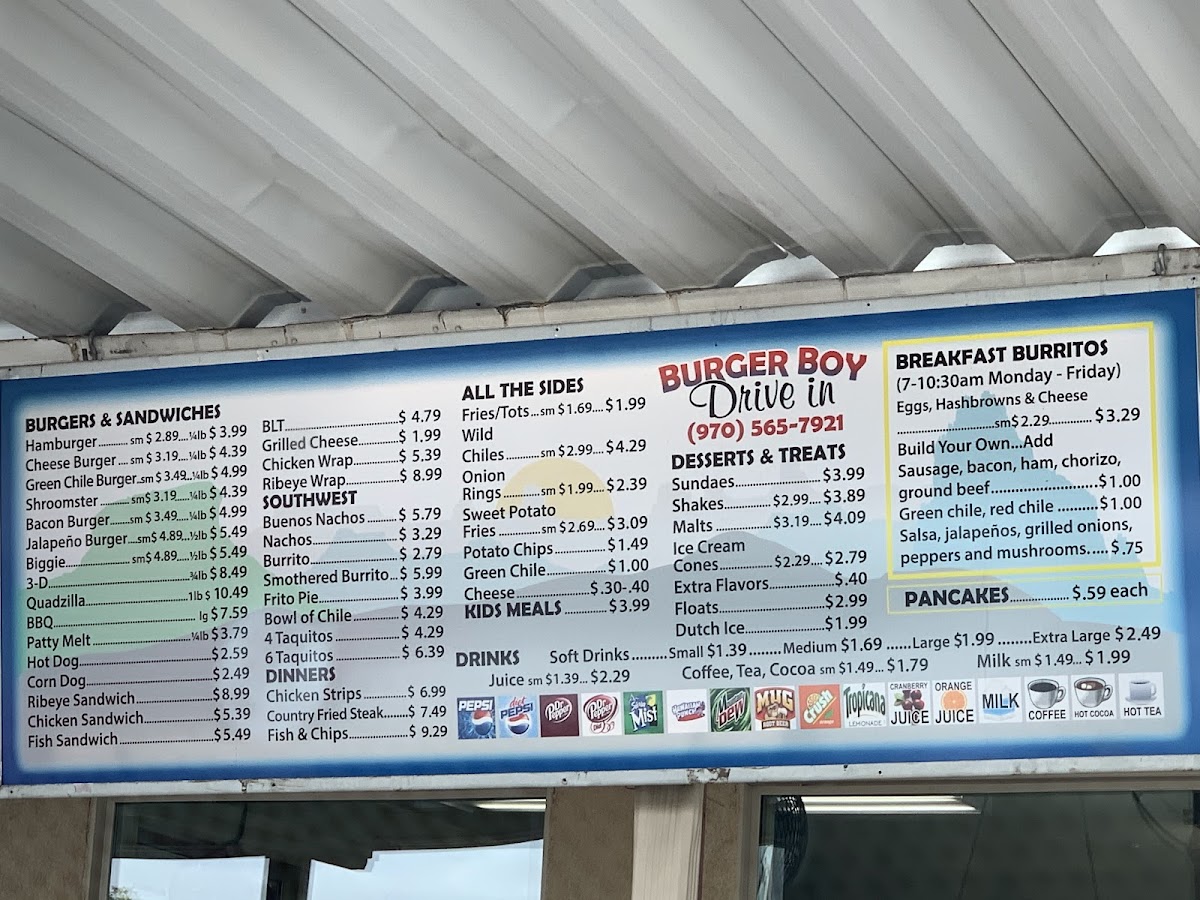 BURGERS & SANDWICHES
Hamburger........ sm $ 2.89....¼lb $ 3.99
Cheese Burger .... sm $ 3.19....¼lb $ 4.39
Green Chile Burger.sm $ 3.49..¼lb $ 4.99
Shroomster ........ sm$ 3.19....¼lb $ 4.39
Bacon Burger.......sm $ 3.49....¼lb $ 4.99
Jalapeño Burger...sm$ 4.89..½lb $ 5.49
Biggie................ sm$ 4.89...½lb $ 5.49
3-D................¾lb $ 8.49
Quadzilla................1lb $ 10.49
BBQ................ lg $ 7.59
Patty Melt................¼lb $ 3.79
Hot Dog................$2.59
Corn Dog................$2.49
Ribeye Sandwich................$8.99
Chicken Sandwich................$5.39
Fish Sandwich................$5.49
BLT................$ 4.79
Grilled Cheese................$ 1.99
Chicken Wrap................$ 5.39
Ribeye Wrap................$ 8.99
SOUTHWEST
Buenos Nachos ........$ 5.79
Nachos................$ 3.29
Burrito................$ 2.79
Smothered Burrito...$ 5.99
Frito Pie................$ 3.99
Bowl of Chile............$ 4.29
4 Taquitos ................$ 4.29
6 Taquitos ................$ 6.39
DINNERS
Chicken Strips...........$ 6.99
Country Fried Steak.......$ 7.49
Fish & Chips................$ 9.29
ALL THE SIDES
Fries/Tots...sm $1.69....$1.99
Wild
Chiles........sm $2.99....$4.29
Onion
Rings........sm $1.99...$2.39
Sweet Potato
Fries ........sm $2.69...$3.09
Potato Chips............$1.49
Green Chile................$1.00
Cheese................$.30-.40
KIDS MEALS ............$3.99
BURGER BOY
Drive in
(970) 565-7921
DESSERTS & TREATS
Sundaes................$3.99
Shakes............$2.99...$3.89
Malts ............$3.19...$4.09
Ice Cream
Cones............$2.29...$2.79
Extra Flavors............$.40
Floats................$2.99
Dutch Ice................$1.99
BREAKFAST BURRITOS
(7-10:30am Monday - Friday)
Eggs, Hashbrowns & Cheese
................sm$2.29............$3.29
Build Your Own...Add
Sausage, bacon, ham, chorizo,
ground beef................$1.00
Green chile, red chile ..........$1.00
Salsa, jalapeños, grilled onions,
peppers and mushrooms.....$.75
PANCAKES............$.59 each
DRINKS Soft Drinks.........Small $1.39 ........Medium $1.69 ......Large $1.99 ........Extra Large $2.49
Juice sm $1.39... $2.29 Coffee, Tea, Cocoa sm $1.49...$1.79 Milk sm $1.49... $1.99
PEPSI
diet PEPSI
Dr Pepper
Dr Pepper
Mist
HAWAIIAN PUNCH
Mtn DEW
MUG ROOT BEER
Crush
Tropicana LEMONADE
CRANBERRY JUICE
ORANGE JUICE
MILK
COFFEE
HOT COCOA
HOT TEA